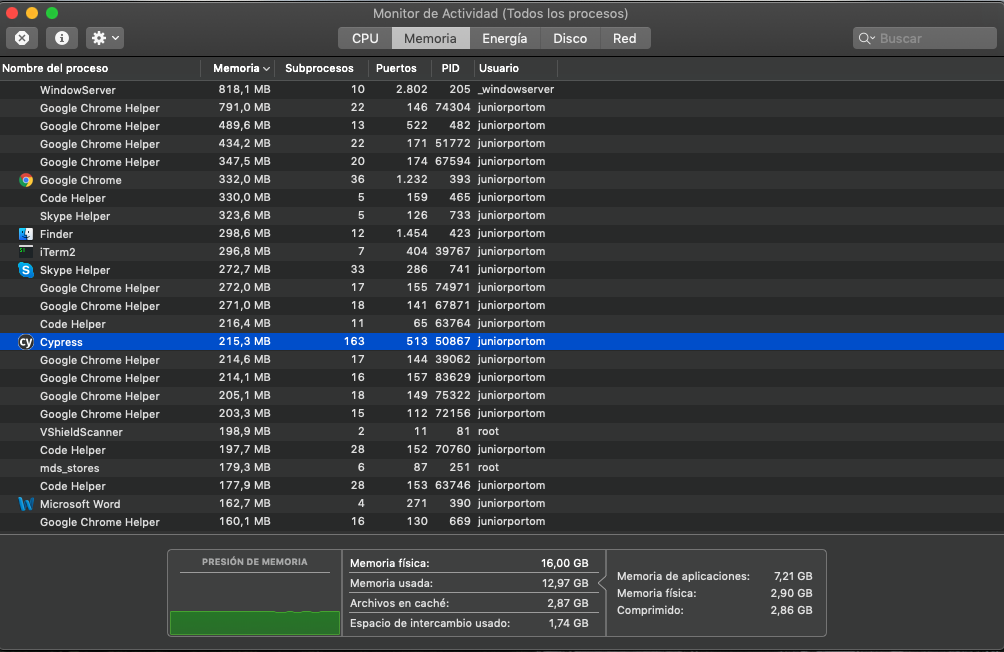 Monitor de Actividad (Todos los procesos)
CPU Memoria Energía Disco Red Buscar
Nombre del proceso Memoria Subprocesos Puertos PID Usuario
WindowServer 818,1 MB 10 2.802 205 _windowserver
Google Chrome Helper 791,0 MB 22 146 74304 juniorportom
Google Chrome Helper 489,6 MB 13 522 482 juniorportom
Google Chrome Helper 434,2 MB 22 171 51772 juniorportom
Google Chrome Helper 347,5 MB 20 174 67594 juniorportom
Google Chrome 332,0 MB 36 1.232 393 juniorportom
Code Helper 330,0 MB 5 159 465 juniorportom
Skype Helper 323,6 MB 5 126 733 juniorportom
Finder 298,6 MB 12 1.454 423 juniorportom
iTerm2 296,8 MB 7 404 39767 juniorportom
Skype Helper 272,7 MB 33 286 741 juniorportom
Google Chrome Helper 272,0 MB 17 155 74971 juniorportom
Google Chrome Helper 271,0 MB 18 141 67871 juniorportom
Code Helper 216,4 MB 11 65 63764 juniorportom
cy Cypress 215,3 MB 163 513 50867 juniorportom
Google Chrome Helper 214,6 MB 17 144 39062 juniorportom
Google Chrome Helper 214,1 MB 16 157 83629 juniorportom
Google Chrome Helper 205,1 MB 18 149 75322 juniorportom
Google Chrome Helper 203,3 MB 15 112 72156 juniorportom
VShieldScanner 198,9 MB 2 11 81 root
Code Helper 197,7 MB 28 152 70760 juniorportom
mds_stores 179,3 MB 6 87 251 root
Code Helper 177,9 MB 28 153 63746 juniorportom
Microsoft Word 162,7 MB 4 271 390 juniorportom
Google Chrome Helper 160,1 MB 16 130 669 juniorportom
PRESIÓN DE MEMORIA
Memoria física: 16,00 GB
Memoria usada: 12,97 GB
Archivos en caché: 2,87 GB
Espacio de intercambio usado: 1,74 GB
Memoria de aplicaciones: 7,21 GB
Memoria física: 2,90 GB
Comprimido: 2,86 GB